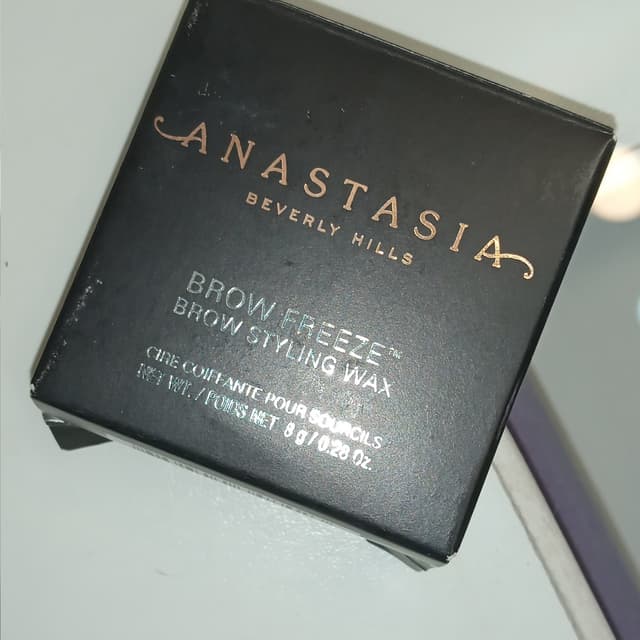 ANASTASIA
BEVERLY HILLS
BROW FREEZE™
BROW STYLING WAX
CIRE COIFFANTE POUR SOURCILS
NET WT. / POIDS NET 8 g / 0.28 Oz.